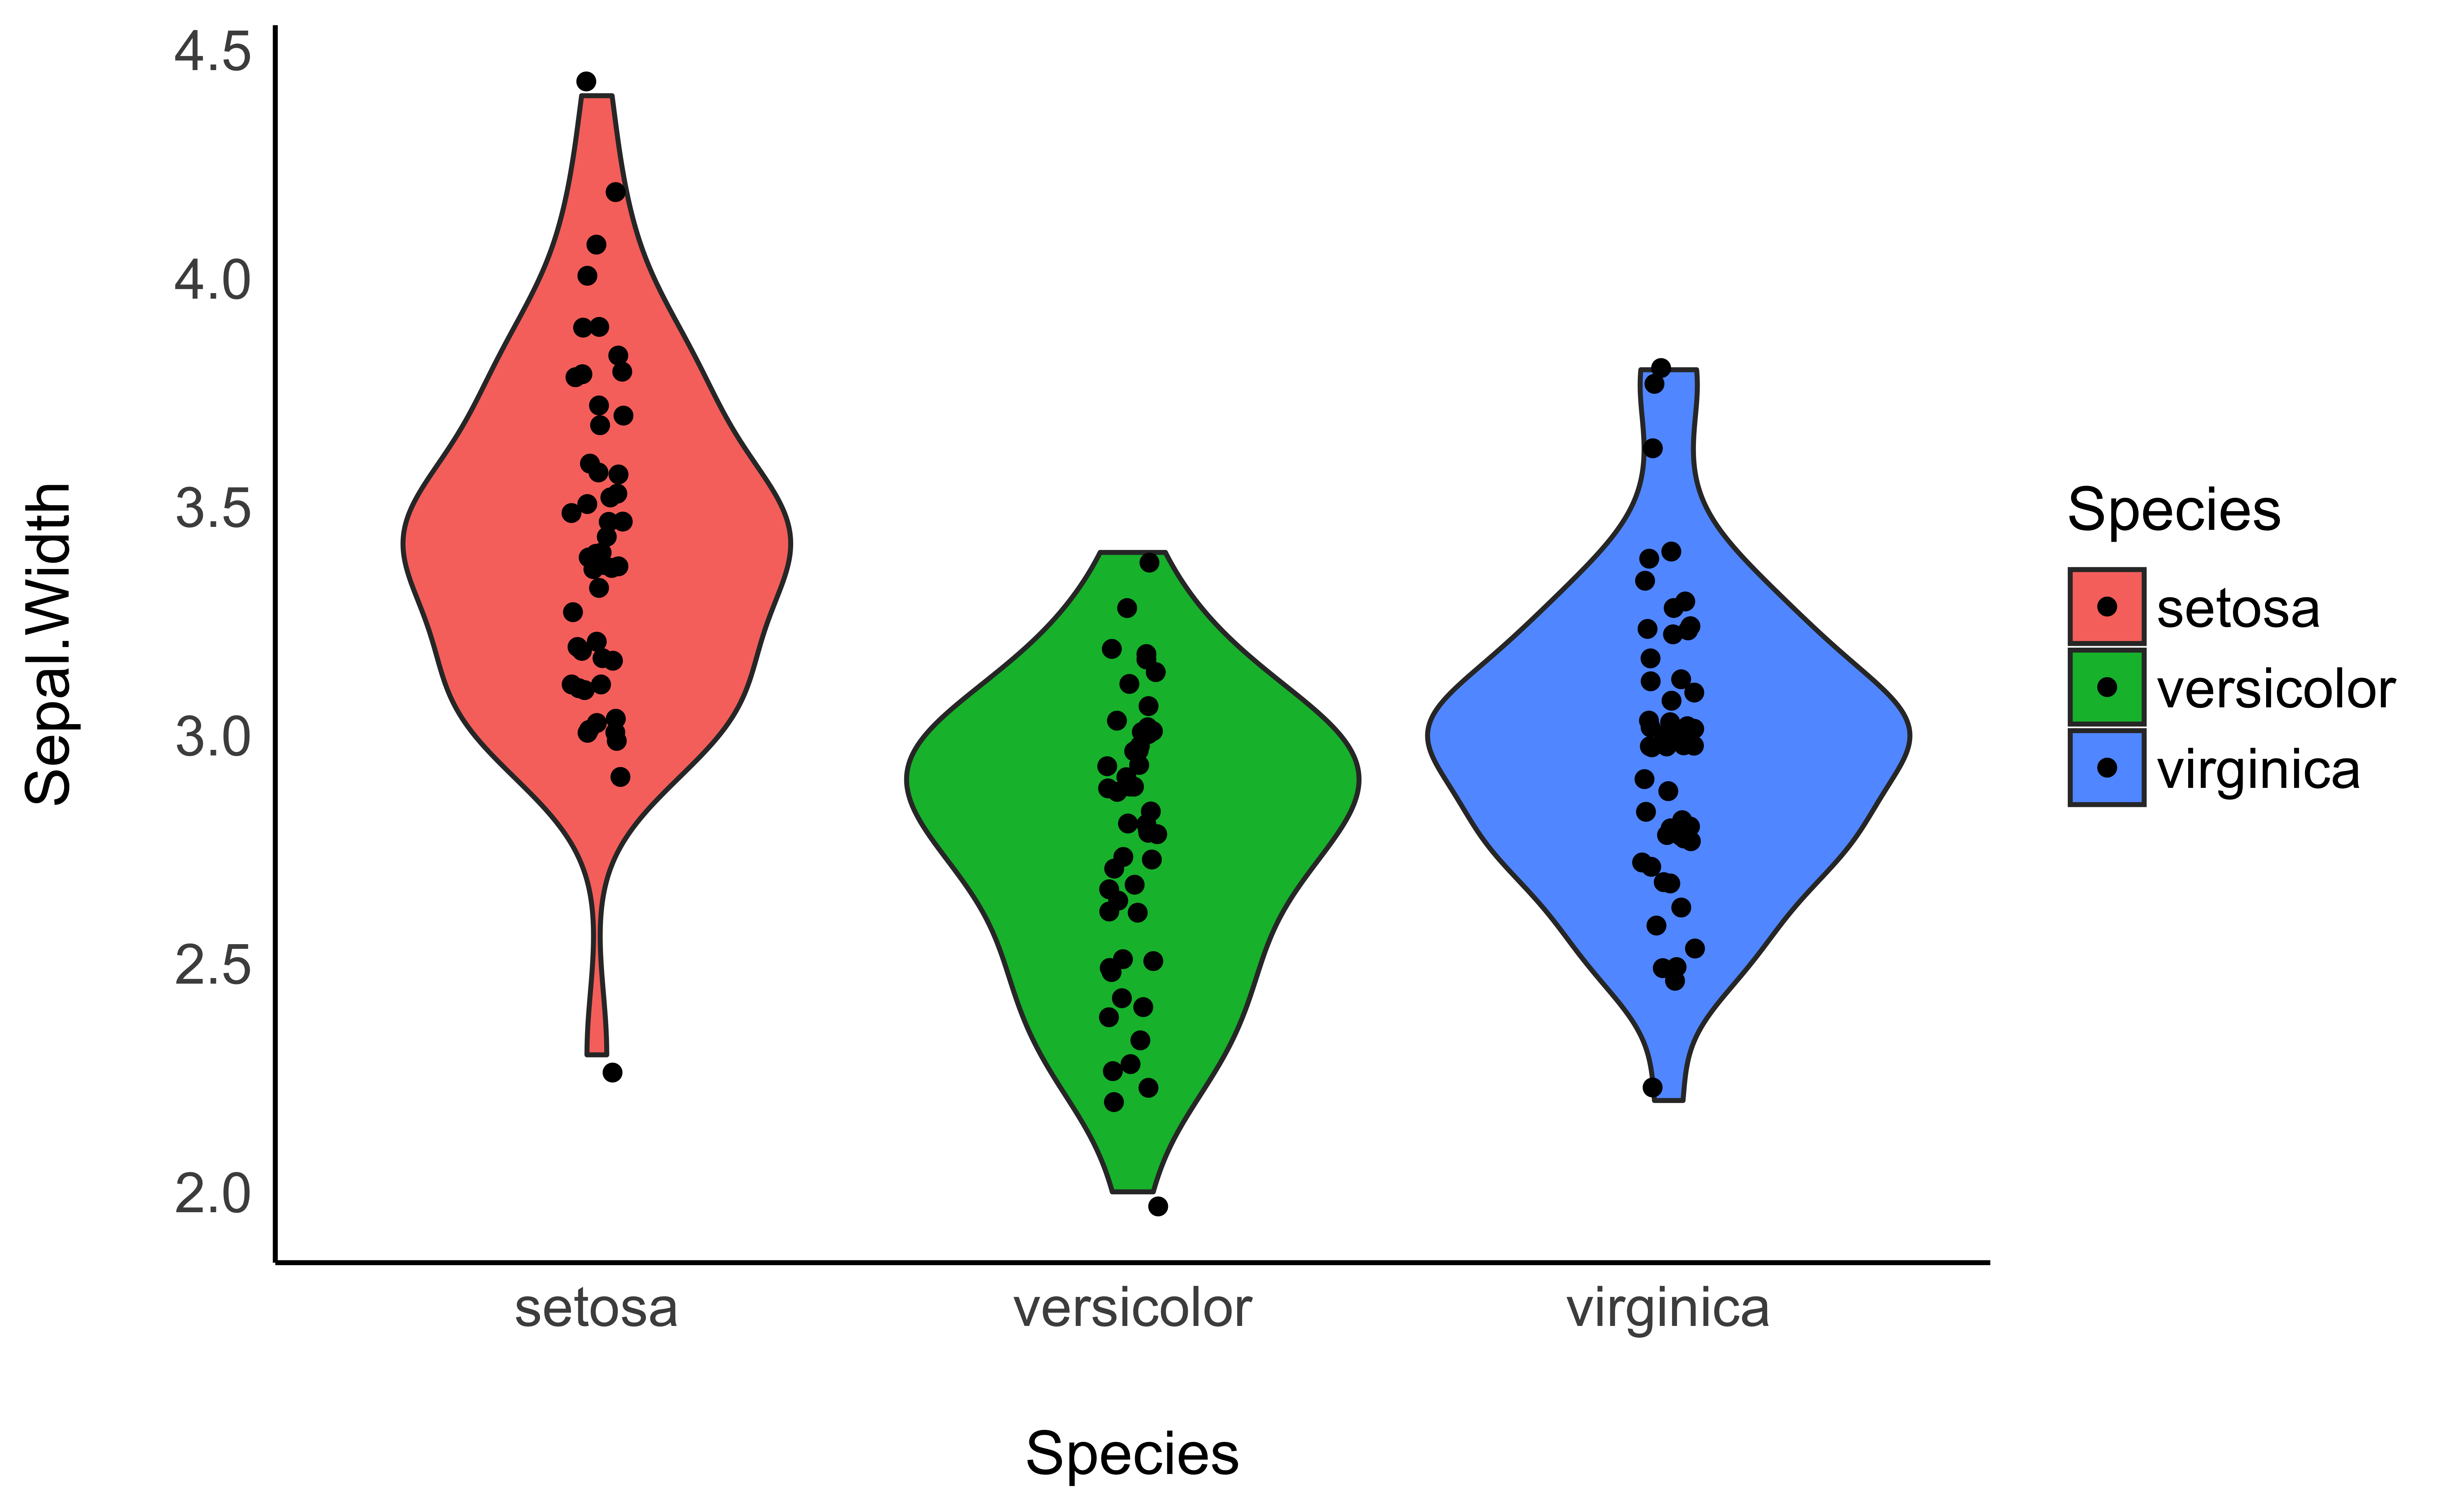 Sepal.Width
4.5
4.0
3.5
3.0
2.5
2.0
setosa versicolor virginica
Species
Species
setosa
versicolor
virginica